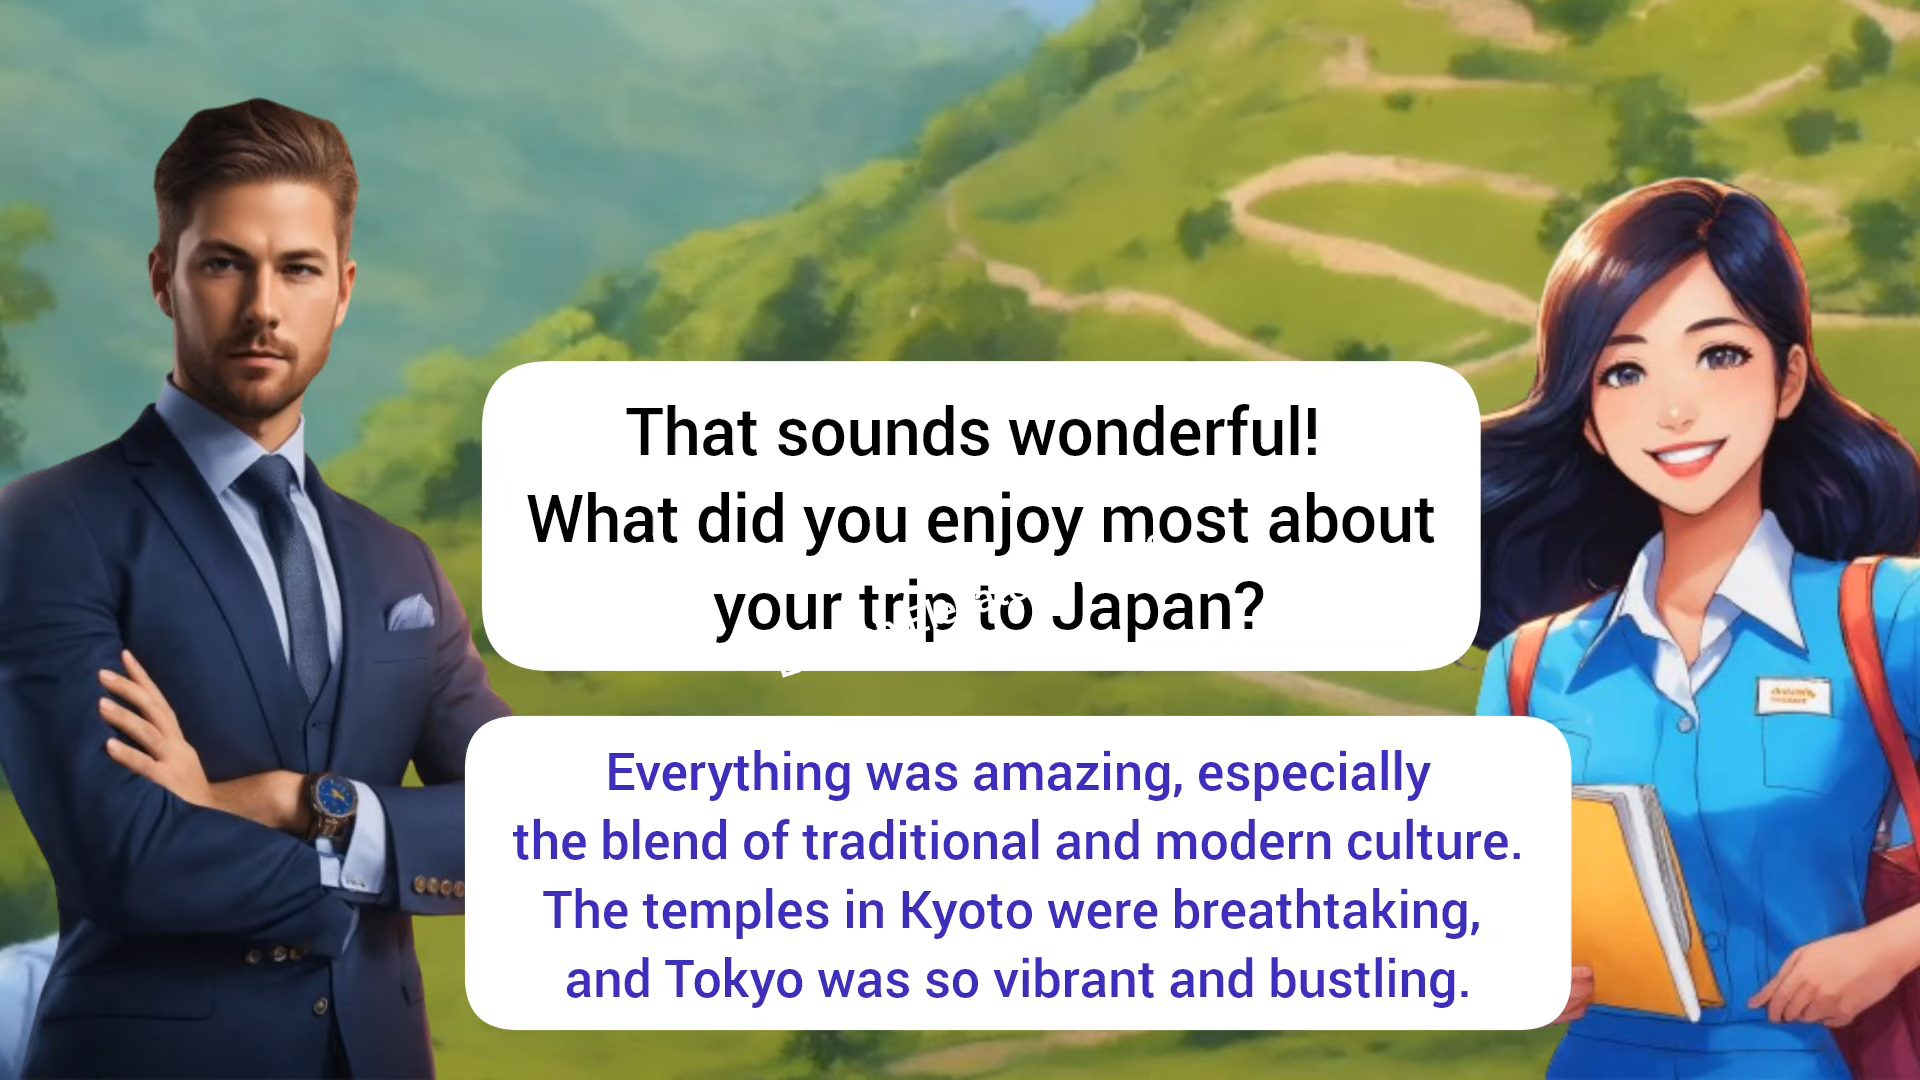 That sounds wonderful!
What did you enjoy most about
your trip to Japan?
Everything was amazing, especially
the blend of traditional and modern culture.
The temples in Kyoto were breathtaking,
and Tokyo was so vibrant and bustling.